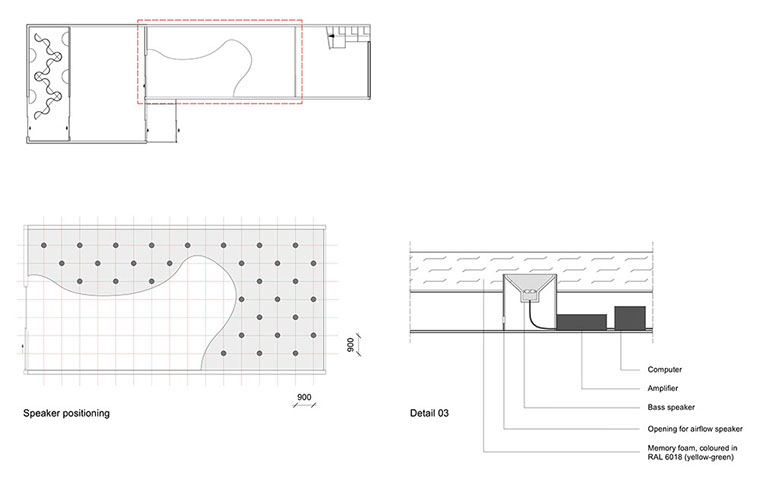 900
900
Speaker positioning
Detail 03
Computer
Amplifier
Bass speaker
Opening for airflow speaker
Memory foam, coloured in
RAL 6018 (yellow-green)